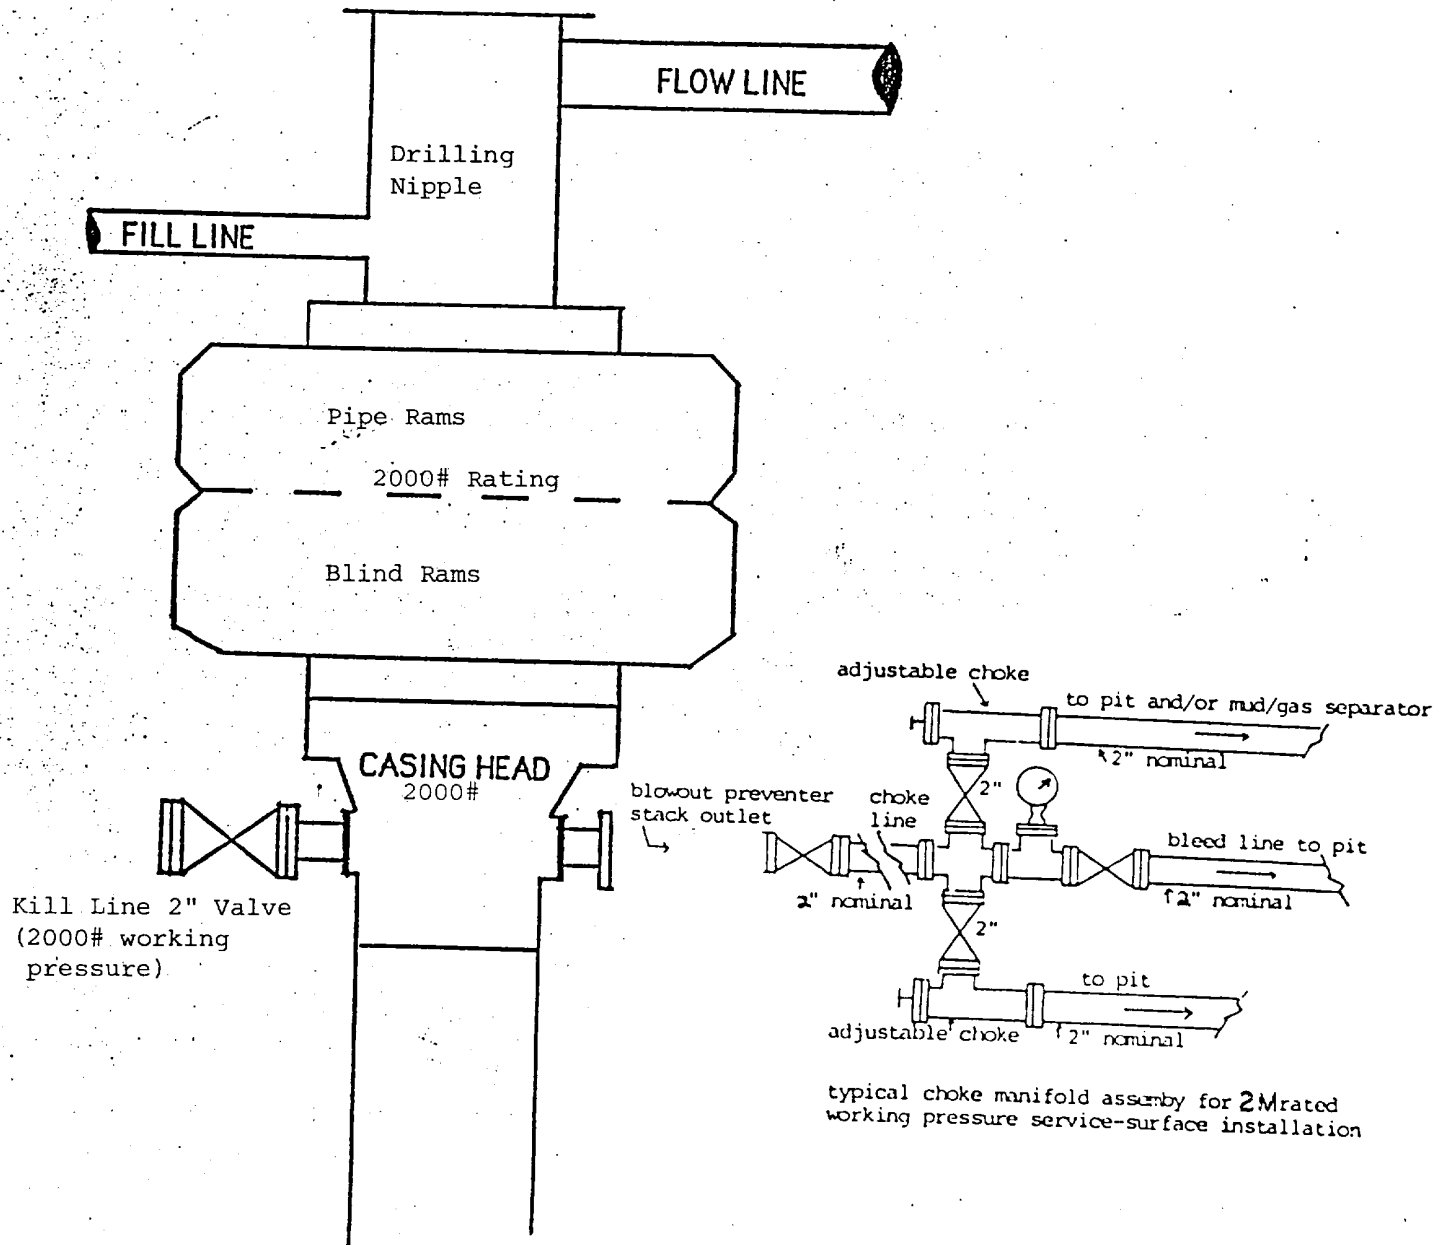 FLOW LINE
Drilling
Nipple
FILL LINE
Pipe Rams
2000# Rating
Blind Rams
CASING HEAD
2000#
Kill Line 2" Valve
(2000# working
pressure)
blowout preventer
stack outlet
adjustable choke
to pit and/or mud/gas separator
2" nominal
2"
choke
line
bleed line to pit
2" nominal
2" nominal
2"
to pit
adjustable choke
2" nominal
typical choke manifold assemby for 2M rated
working pressure service-surface installation